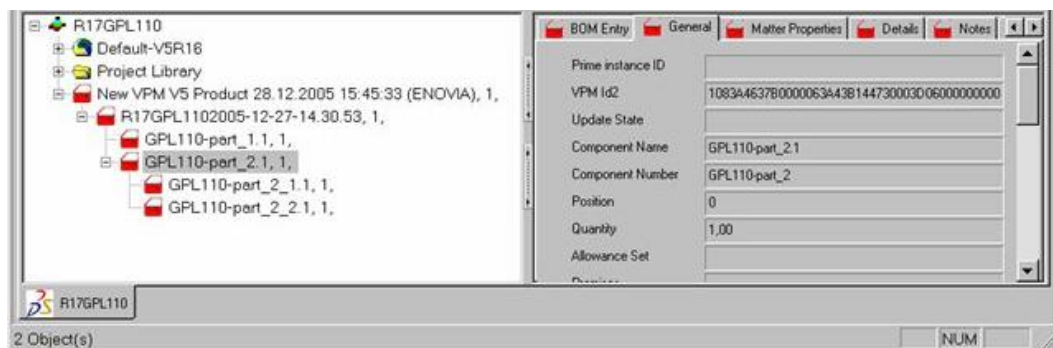 R17GPL110
Default-V5R16
Project Library
New VPM V5 Product 28.12.2005 15:45:33 (ENOVIA), 1,
R17GPL1102005-12-27-14.30.53, 1,
GPL110-part_1.1, 1,
GPL110-part_2.1, 1,
GPL110-part_2_1.1, 1,
GPL110-part_2_2.1, 1,
BOM Entry General Matter Properties Details Notes
Prime instance ID
VPM Id2 1083A4637B0000063A43B144730003D06000000000
Update State
Component Name GPL110-part_2.1
Component Number GPL110-part_2
Position 0
Quantity 1,00
Allowance Set
R17GPL110
2 Object(s) NUM